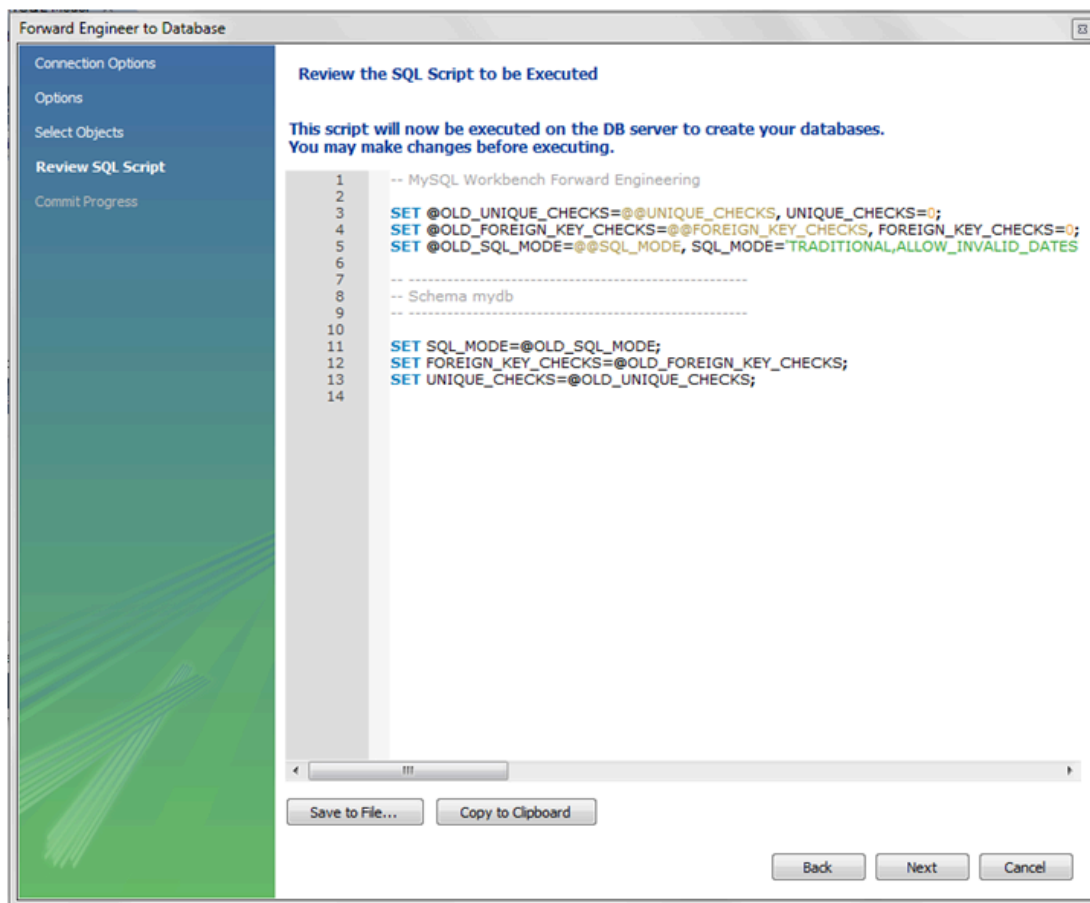 Forward Engineer to Database
Connection Options
Options
Select Objects
Review SQL Script
Commit Progress
Review the SQL Script to be Executed
This script will now be executed on the DB server to create your databases.
You may make changes before executing.
1 -- MySQL Workbench Forward Engineering
2
3 SET @OLD_UNIQUE_CHECKS=@@UNIQUE_CHECKS, UNIQUE_CHECKS=0;
4 SET @OLD_FOREIGN_KEY_CHECKS=@@FOREIGN_KEY_CHECKS, FOREIGN_KEY_CHECKS=0;
5 SET @OLD_SQL_MODE=@@SQL_MODE, SQL_MODE='TRADITIONAL,ALLOW_INVALID_DATES
6
7 -- -----------------------------------------------------
8 -- Schema mydb
9 -- -----------------------------------------------------
10
11 SET SQL_MODE=@OLD_SQL_MODE;
12 SET FOREIGN_KEY_CHECKS=@OLD_FOREIGN_KEY_CHECKS;
13 SET UNIQUE_CHECKS=@OLD_UNIQUE_CHECKS;
14
Save to File... Copy to Clipboard
Back Next Cancel